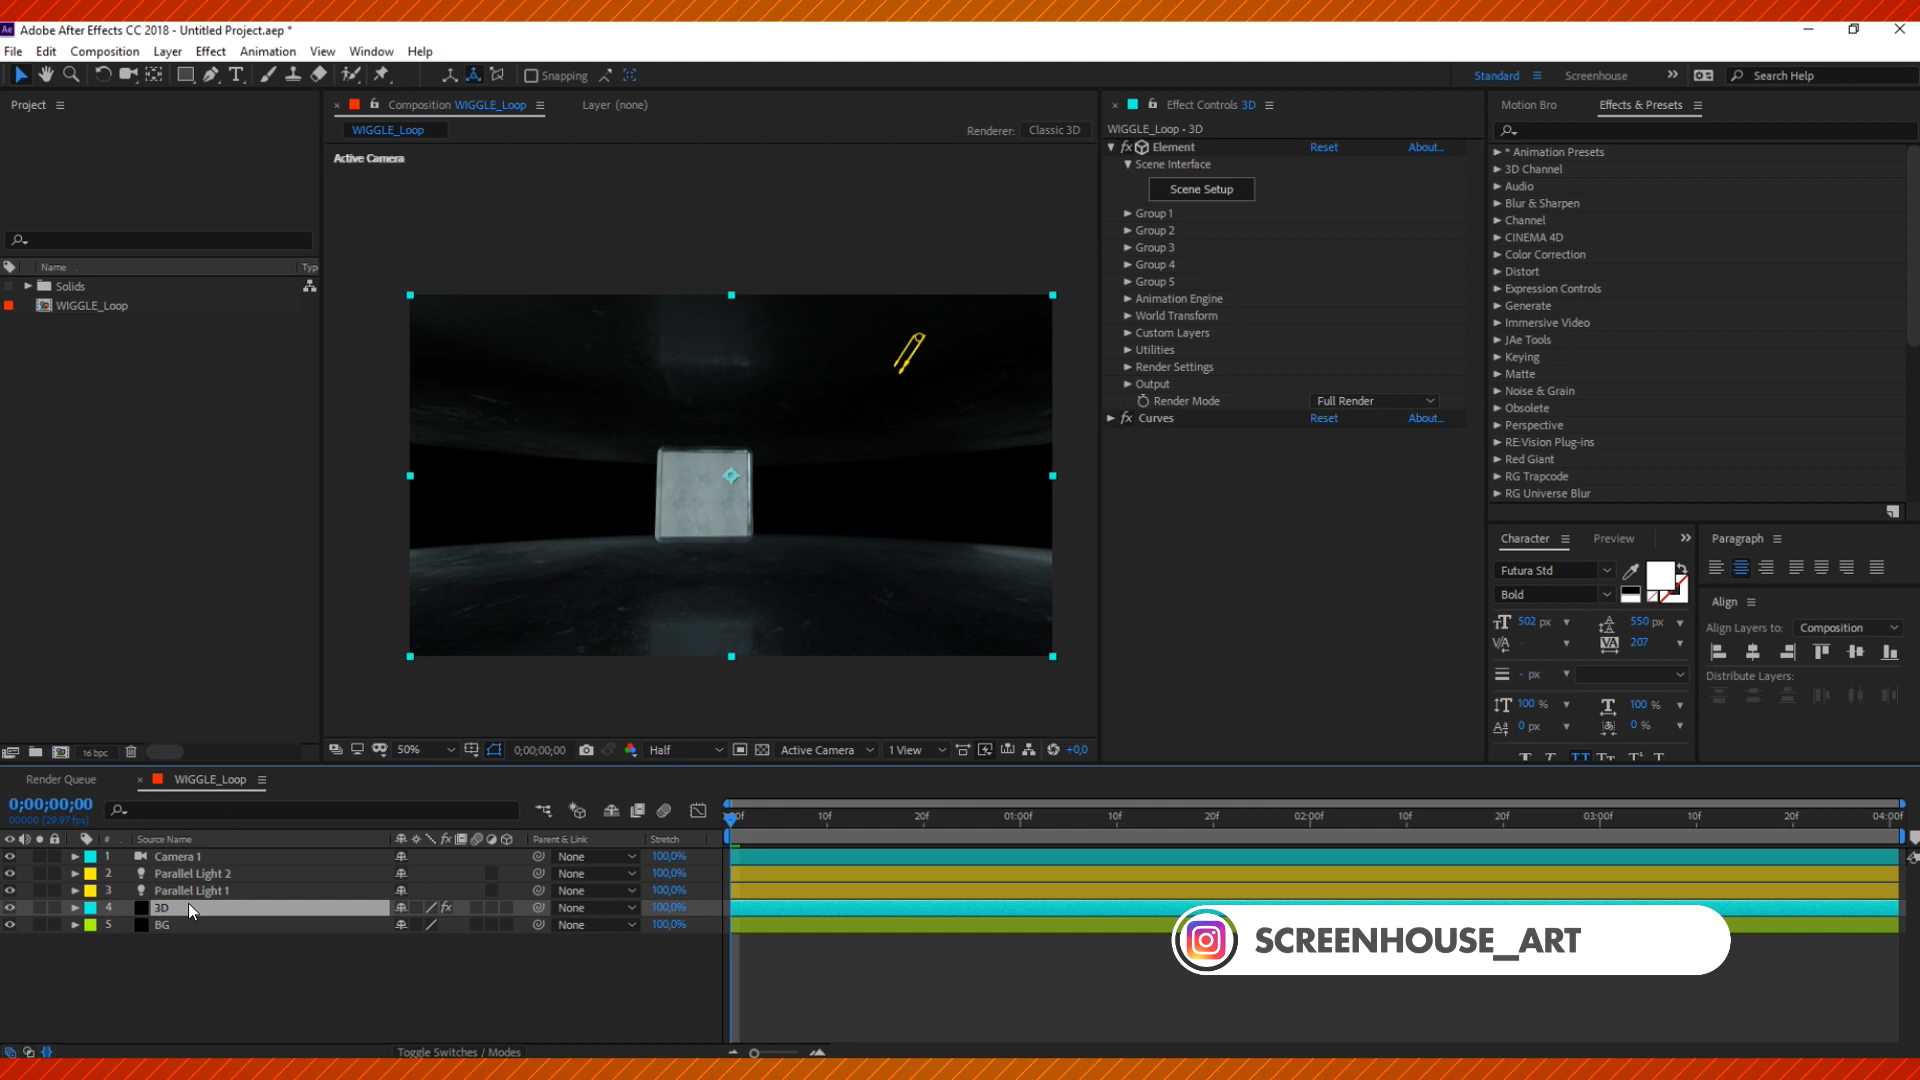 Adobe After Effects CC 2018 - Untitled Project.aep *
File Edit Composition Layer Effect Animation View Window Help
Snapping
Standard
Screenhouse
Search Help
Project
Composition WIGGLE_Loop
Layer (none)
Effect Controls 3D
Motion Bro
Effects & Presets
WIGGLE_Loop
Renderer: Classic 3D
WIGGLE_Loop - 3D
Active Camera
Element Reset About...
Scene Interface
Scene Setup
Group 1
Group 2
Group 3
Group 4
Group 5
Animation Engine
World Transform
Custom Layers
Utilities
Render Settings
Output
Render Mode Full Render
Curves Reset About...
* Animation Presets
3D Channel
Audio
Blur & Sharpen
Channel
CINEMA 4D
Color Correction
Distort
Expression Controls
Generate
Immersive Video
JAe Tools
Keying
Matte
Noise & Grain
Obsolete
Perspective
RE:Vision Plug-ins
Red Giant
RG Trapcode
RG Universe Blur
Name Typ
Solids
WIGGLE_Loop
Character
Preview
Paragraph
Futura Std
Bold
502 px
550 px
207
- px
100 %
100 %
0 px
0 %
Align
Align Layers to: Composition
Distribute Layers:
16 bpc
50%
0;00;00;00
Half
Active Camera
1 View
+0,0
Render Queue
WIGGLE_Loop
0;00;00;00
00000 (29.97 fps)
# Source Name Parent & Link Stretch
:00f 10f 20f 01:00f 10f 20f 02:00f 10f 20f 03:00f 10f 20f 04:00f
1 Camera 1 None 100,0%
2 Parallel Light 2 None 100,0%
3 Parallel Light 1 None 100,0%
4 3D None 100,0%
5 BG None 100,0%
SCREENHOUSE_ART
Toggle Switches / Modes